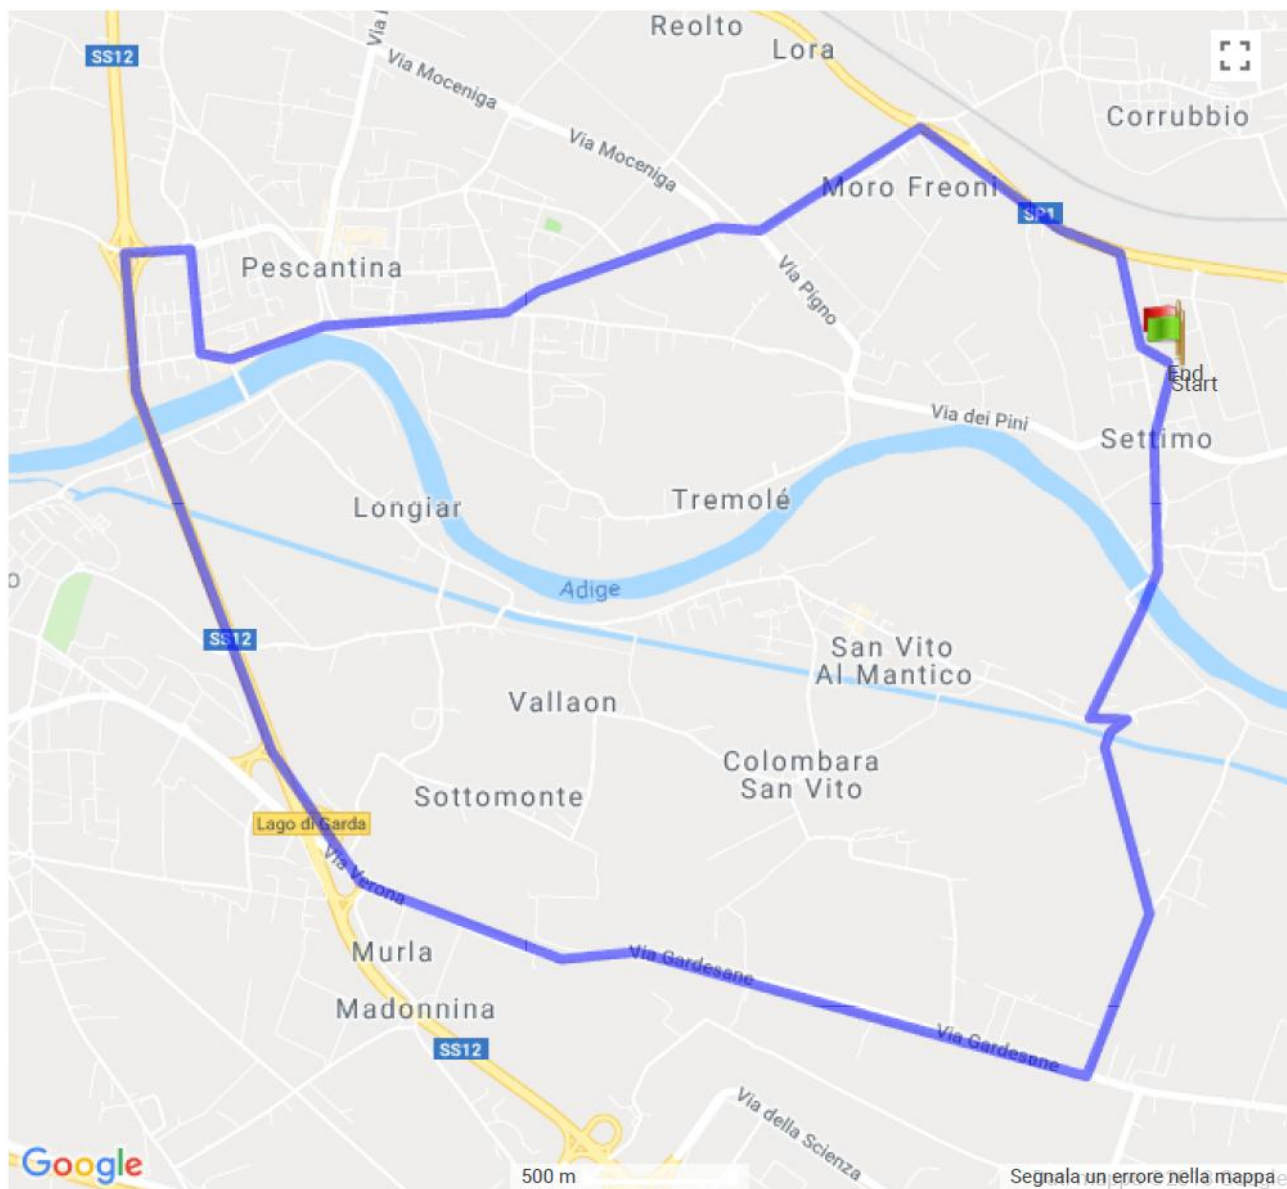 Reolto
Lora
SS12
Via Moceniga
Corrubbio
Via Moceniga
Moro Freoni
SP1
Pescantina
Via Pigno
End
Start
Via dei Pini
Settimo
Longiar
Tremolé
Adige
SS12
San Vito
Al Mantico
Vallaon
Colombara
San Vito
Sottomonte
Lago di Garda
Via Verona
Murla
Via Gardesane
Madonnina
Via Gardesane
SS12
Via della Scienza
Google
500 m
Segnala un errore nella mappa